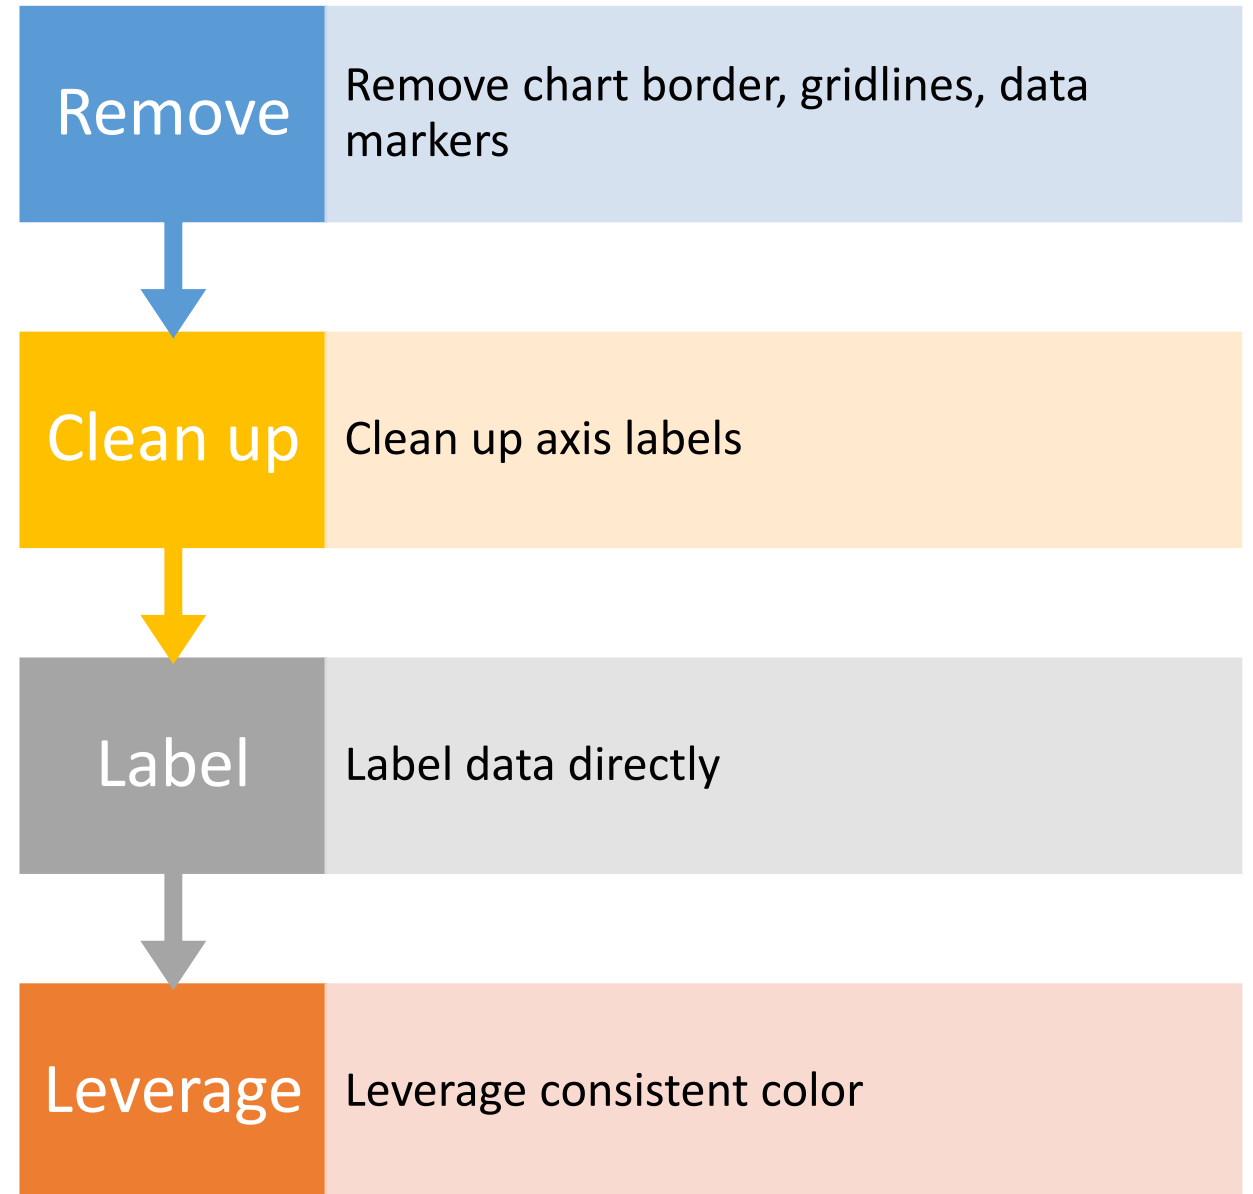 Remove
Remove chart border, gridlines, data
markers
Clean up
Clean up axis labels
Label
Label data directly
Leverage
Leverage consistent color